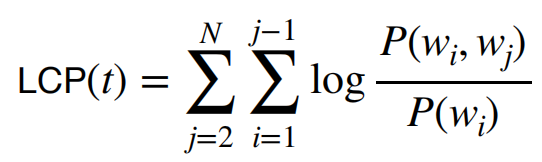 LCP(t) = \sum_{j=2}^{N} \sum_{i=1}^{j-1} \log \frac{P(w_i, w_j)}{P(w_i)}